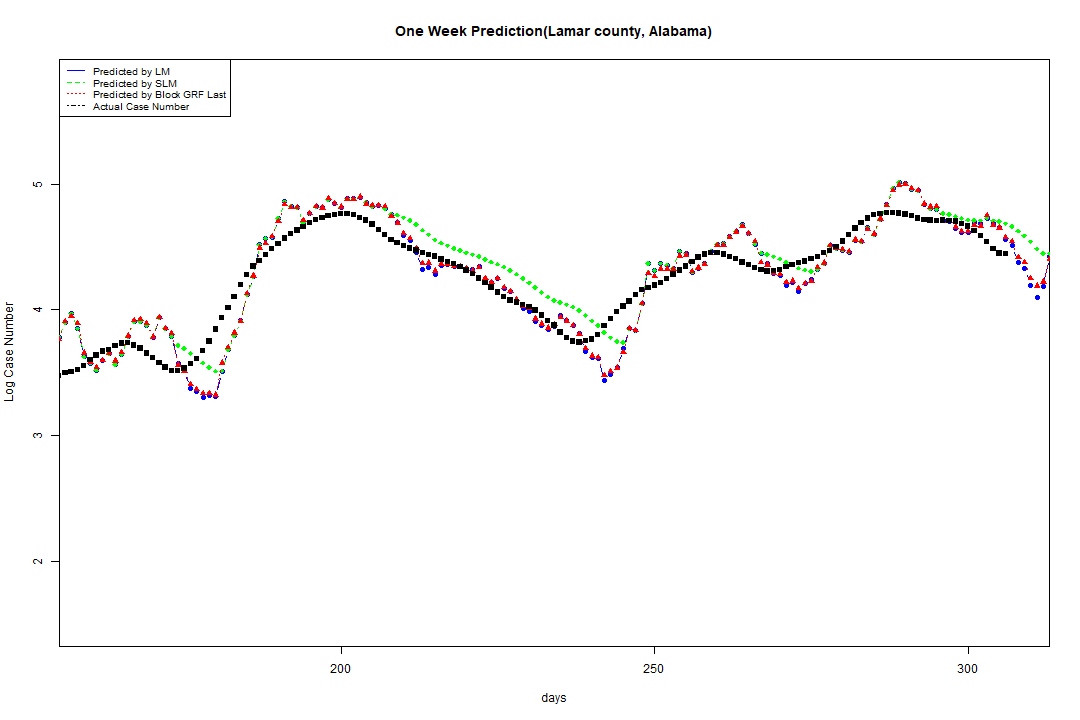 One Week Prediction(Lamar county, Alabama)
Predicted by LM
Predicted by SLM
Predicted by Block GRF Last
Actual Case Number
5
4
3
2
Log Case Number
200
250
300
days